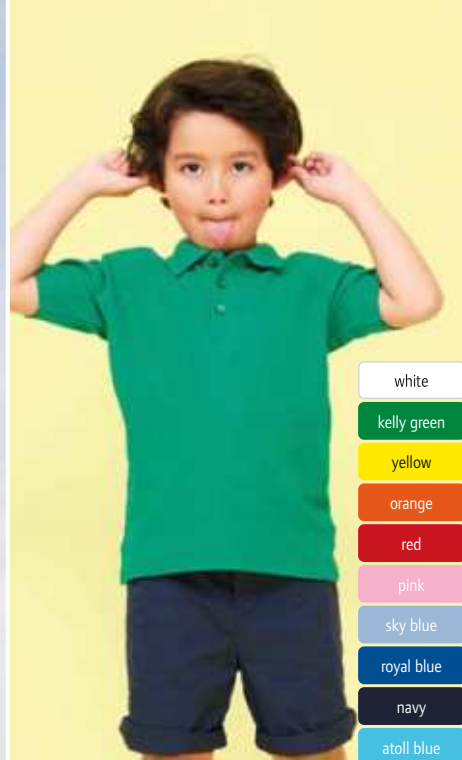 white
kelly green
yellow
orange
red
pink
sky blue
royal blue
navy
atoll blue